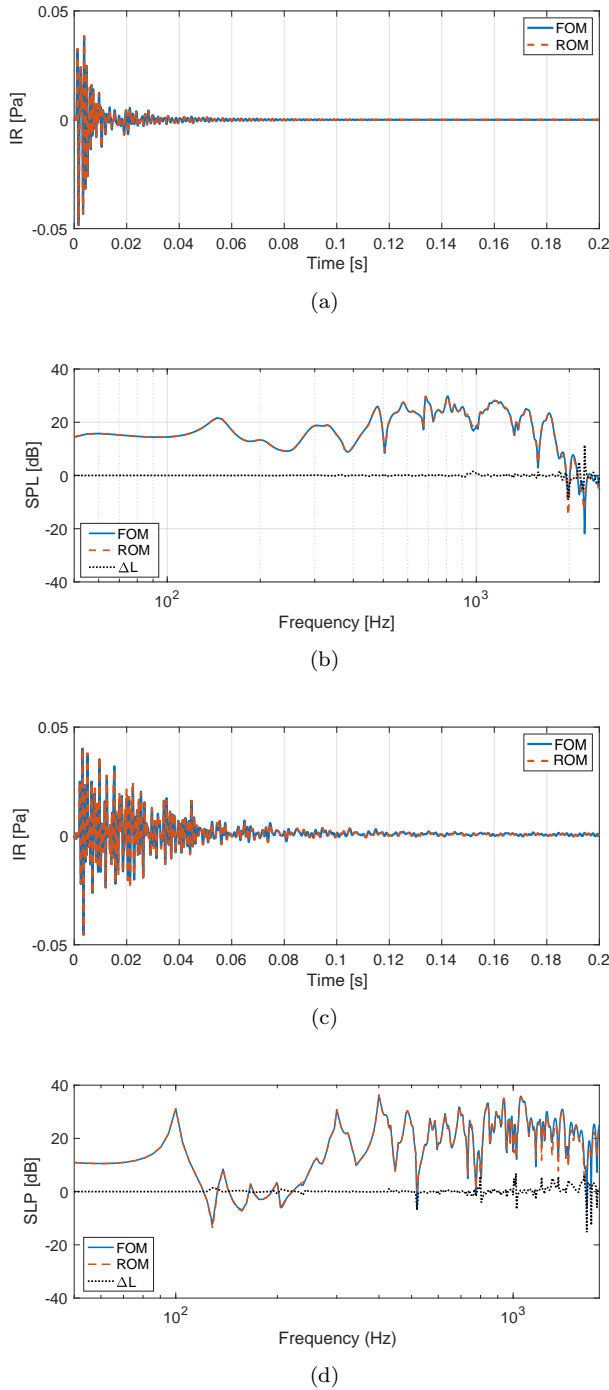 0.05
FOM
ROM
IR [Pa]
0
-0.05
0 0.02 0.04 0.06 0.08 0.1 0.12 0.14 0.16 0.18 0.2
Time [s]
(a)
40
20
SPL [dB]
0
-20
FOM
ROM
ΔL
-40
10² 10³
Frequency [Hz]
(b)
0.05
FOM
ROM
IR [Pa]
0
-0.05
0 0.02 0.04 0.06 0.08 0.1 0.12 0.14 0.16 0.18 0.2
Time [s]
(c)
40
20
SLP [dB]
0
-20
FOM
ROM
ΔL
-40
10² 10³
Frequency (Hz)
(d)